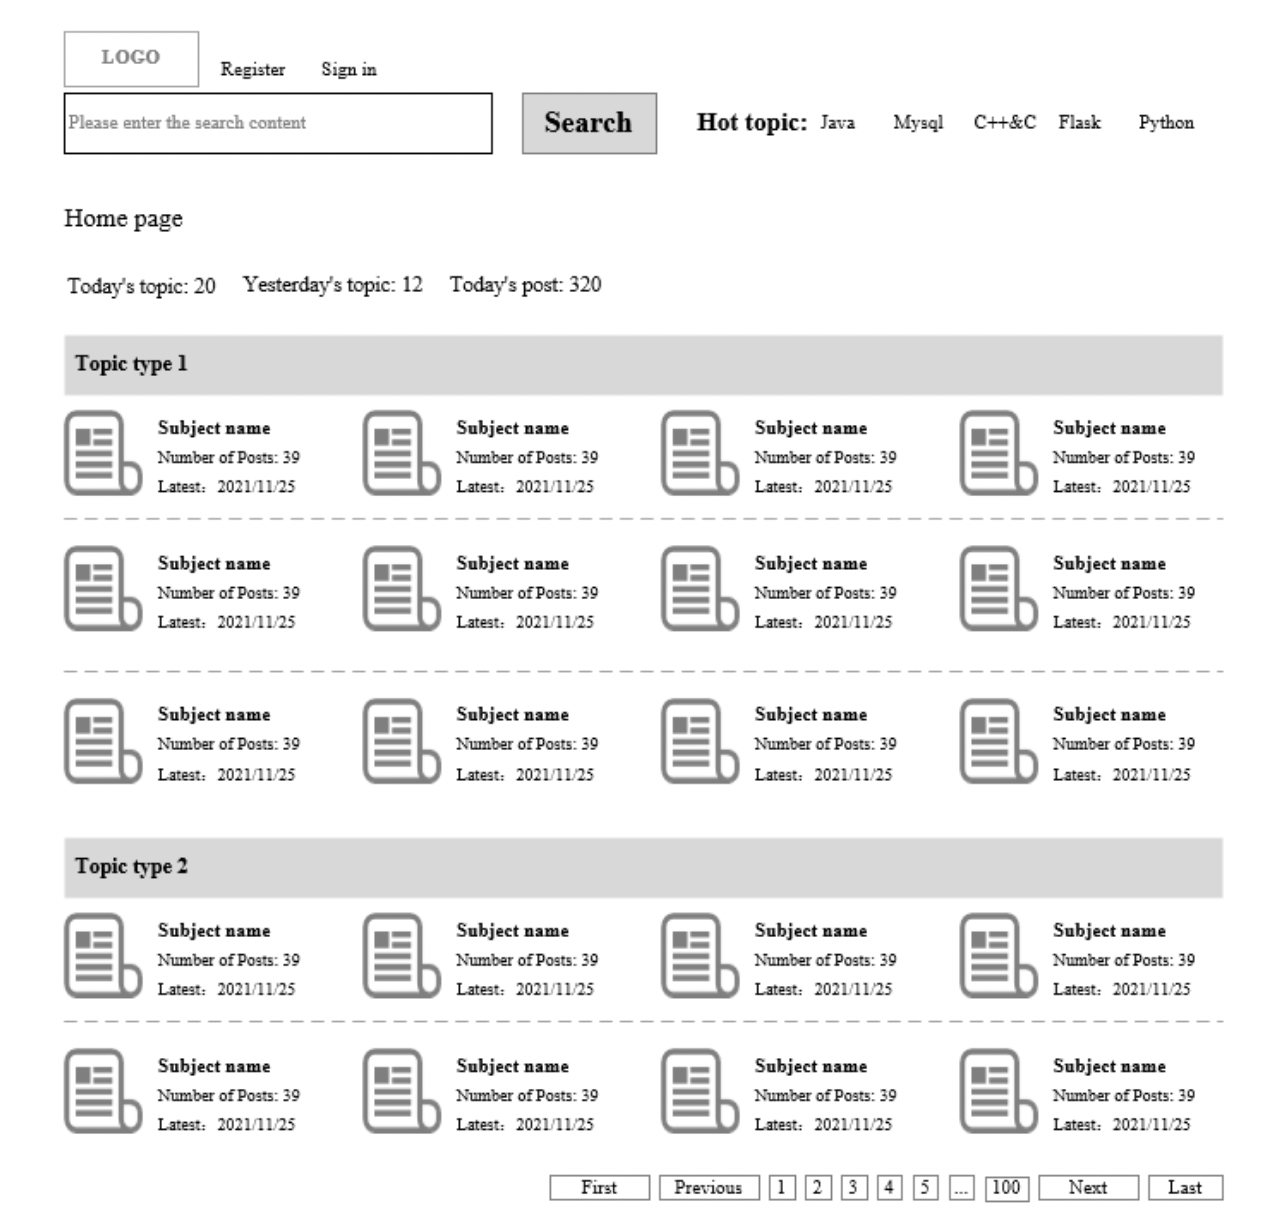 LOGO
Register Sign in
Please enter the search content Search Hot topic: Java Mysql C++&C Flask Python
Home page
Today's topic: 20 Yesterday's topic: 12 Today's post: 320
Topic type 1
Subject name Subject name Subject name Subject name
Number of Posts: 39 Number of Posts: 39 Number of Posts: 39 Number of Posts: 39
Latest: 2021/11/25 Latest: 2021/11/25 Latest: 2021/11/25 Latest: 2021/11/25
Subject name Subject name Subject name Subject name
Number of Posts: 39 Number of Posts: 39 Number of Posts: 39 Number of Posts: 39
Latest: 2021/11/25 Latest: 2021/11/25 Latest: 2021/11/25 Latest: 2021/11/25
Subject name Subject name Subject name Subject name
Number of Posts: 39 Number of Posts: 39 Number of Posts: 39 Number of Posts: 39
Latest: 2021/11/25 Latest: 2021/11/25 Latest: 2021/11/25 Latest: 2021/11/25
Topic type 2
Subject name Subject name Subject name Subject name
Number of Posts: 39 Number of Posts: 39 Number of Posts: 39 Number of Posts: 39
Latest: 2021/11/25 Latest: 2021/11/25 Latest: 2021/11/25 Latest: 2021/11/25
Subject name Subject name Subject name Subject name
Number of Posts: 39 Number of Posts: 39 Number of Posts: 39 Number of Posts: 39
Latest: 2021/11/25 Latest: 2021/11/25 Latest: 2021/11/25 Latest: 2021/11/25
First Previous 1 2 3 4 5 ... 100 Next Last